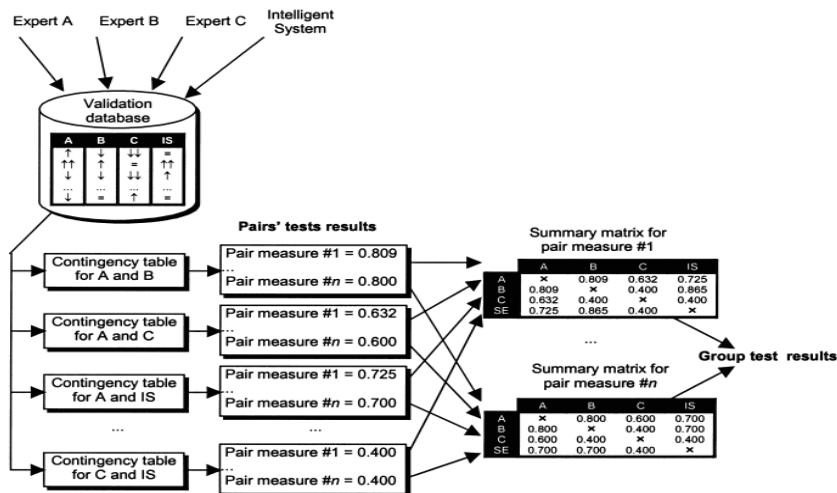 Expert A
Expert B
Expert C
Intelligent
System
Validation
database
A B C IS
↑ ↓ ↓↓ =
↑↑ ↑ = ↑↑
↓ ↓ ↓↓ ↑
... ... ... ...
↓ = ↑ =
Pairs' tests results
Contingency table
for A and B
Pair measure #1 = 0.809
...
Pair measure #n = 0.800
Contingency table
for A and C
Pair measure #1 = 0.632
...
Pair measure #n = 0.600
Contingency table
for A and IS
Pair measure #1 = 0.725
...
Pair measure #n = 0.700
...
...
Contingency table
for C and IS
Pair measure #1 = 0.400
...
Pair measure #n = 0.400
Summary matrix for
pair measure #1
A B C IS
A × 0.809 0.632 0.725
B 0.809 × 0.400 0.865
C 0.632 0.400 × 0.400
SE 0.725 0.865 0.400 ×
...
Group test results
Summary matrix for
pair measure #n
A B C IS
A × 0.800 0.600 0.700
B 0.800 × 0.400 0.700
C 0.600 0.400 × 0.400
SE 0.700 0.700 0.400 ×